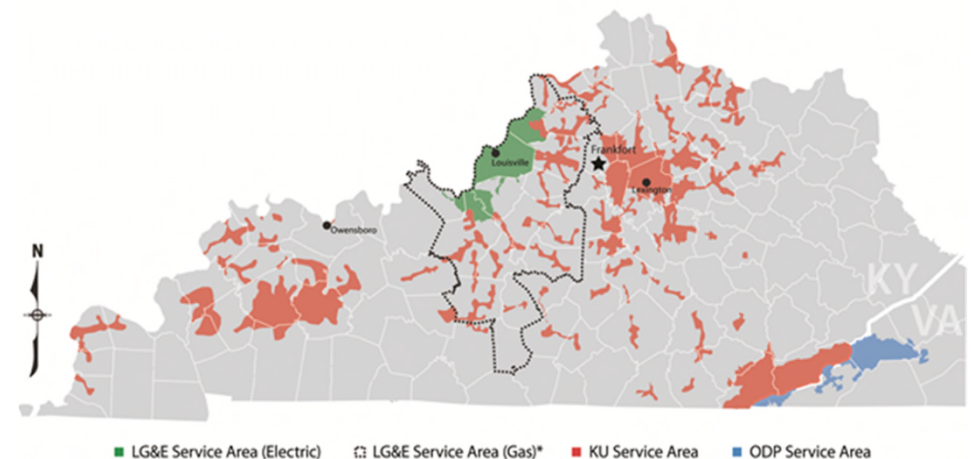 Frankfort
Louisville
Lexington
Owensboro
N
KY
VA
LG&E Service Area (Electric)
LG&E Service Area (Gas)*
KU Service Area
ODP Service Area